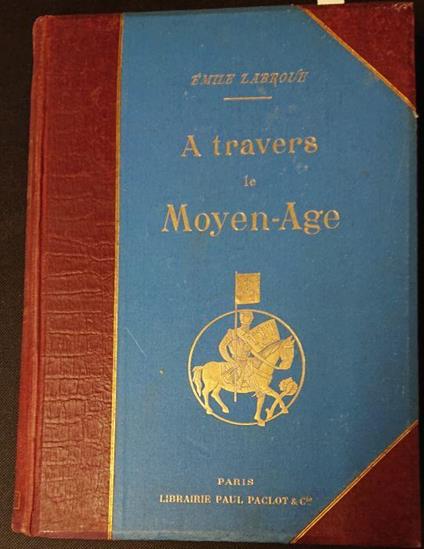 ÉMILE LABROUE
A travers
le
Moyen-Age
PARIS
LIBRAIRIE PAUL PACLOT & Cie